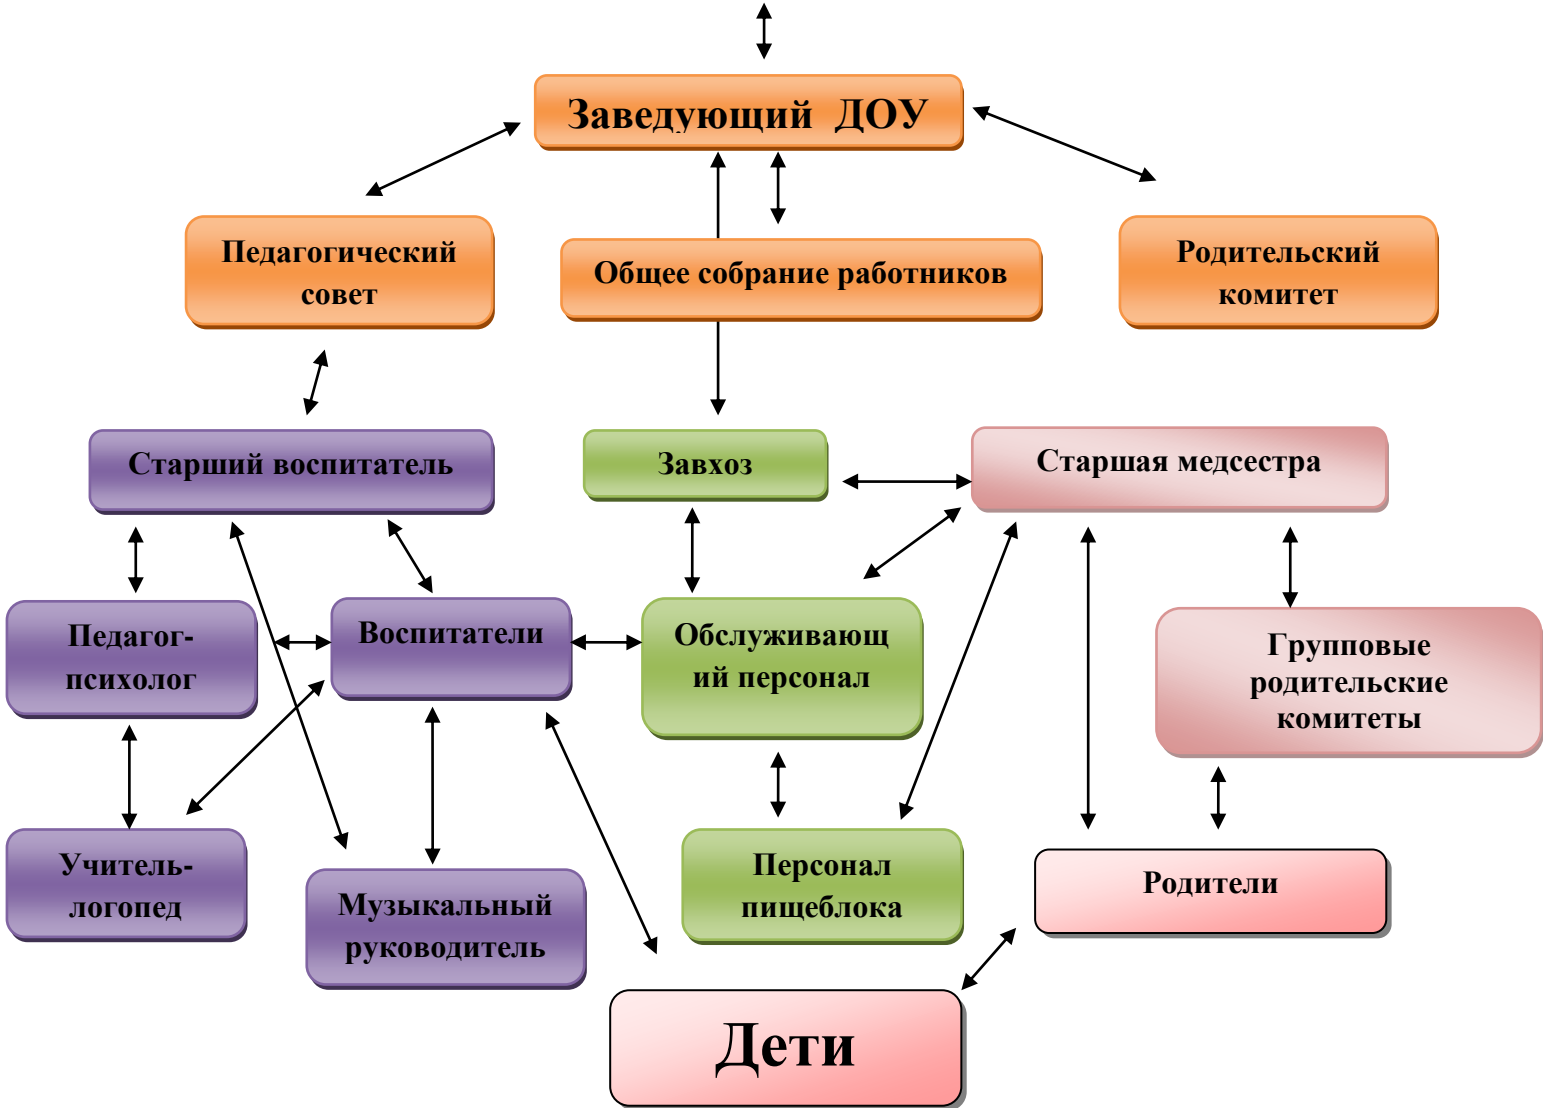 Заведующий ДОУ
Педагогический
совет
Общее собрание работников
Родительский
комитет
Старший воспитатель
Завхоз
Старшая медсестра
Педагог-
психолог
Воспитатели
Обслуживающ
ий персонал
Групповые
родительские
комитеты
Учитель-
логопед
Музыкальный
руководитель
Персонал
пищеблока
Родители
Дети